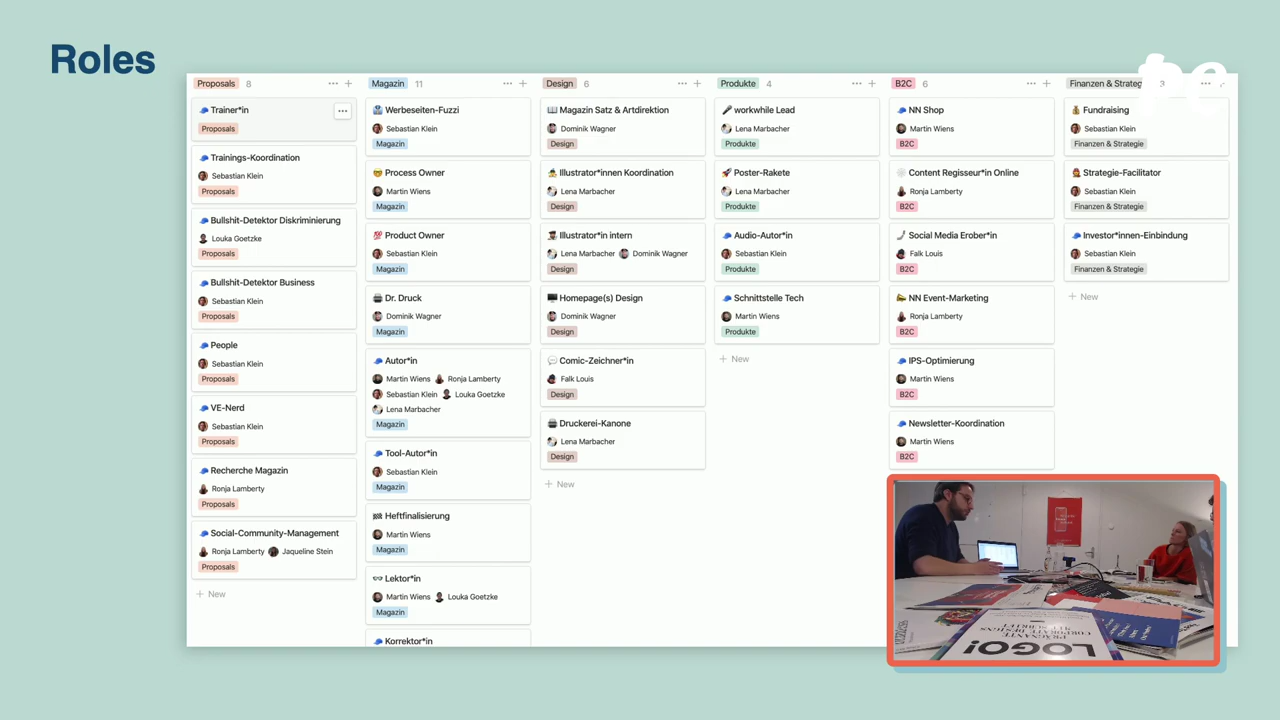 Roles
Proposals 8
Trainer*in
Proposals
Trainings-Koordination
Sebastian Klein
Proposals
Bullshit-Detektor Diskriminierung
Louka Goetzke
Proposals
Bullshit-Detektor Business
Sebastian Klein
Proposals
People
Sebastian Klein
Proposals
VE-Nerd
Sebastian Klein
Proposals
Recherche Magazin
Ronja Lamberty
Proposals
Social-Community-Management
Ronja Lamberty Jaqueline Stein
Proposals
+ New
Magazin 11
Werbeseiten-Fuzzi
Sebastian Klein
Magazin
Process Owner
Martin Wiens
Magazin
Product Owner
Sebastian Klein
Magazin
Dr. Druck
Dominik Wagner
Magazin
Autor*in
Martin Wiens Ronja Lamberty
Sebastian Klein Louka Goetzke
Lena Marbacher
Magazin
Tool-Autor*in
Sebastian Klein
Magazin
Heftfinalisierung
Martin Wiens
Magazin
Lektor*in
Martin Wiens Louka Goetzke
Magazin
Korrektor*in
Design 6
Magazin Satz & Artdirektion
Dominik Wagner
Design
Illustrator*innen Koordination
Lena Marbacher
Design
Illustrator*in intern
Lena Marbacher Dominik Wagner
Design
Homepage(s) Design
Dominik Wagner
Design
Comic-Zeichner*in
Falk Louis
Design
Druckerei-Kanone
Lena Marbacher
Design
+ New
Produkte 4
workwhile Lead
Lena Marbacher
Produkte
Poster-Rakete
Lena Marbacher
Produkte
Audio-Autor*in
Sebastian Klein
Produkte
Schnittstelle Tech
Martin Wiens
Produkte
+ New
B2C 6
NN Shop
Martin Wiens
B2C
Content Regisseur*in Online
Ronja Lamberty
B2C
Social Media Erober*in
Falk Louis
B2C
NN Event-Marketing
Ronja Lamberty
B2C
IPS-Optimierung
Martin Wiens
B2C
Newsletter-Koordination
Martin Wiens
B2C
Finanzen & Strateg 3
Fundraising
Sebastian Klein
Finanzen & Strategie
Strategie-Facilitator
Sebastian Klein
Finanzen & Strategie
Investor*innen-Einbindung
Sebastian Klein
Finanzen & Strategie
+ New
LOGO!